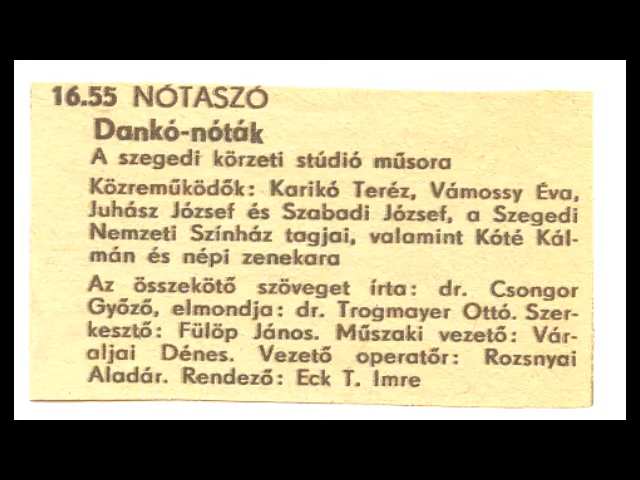 16.55 NÓTASZÓ
Dankó-nóták
A szegedi körzeti stúdió műsora
Közreműködők: Karikó Teréz, Vámossy Éva,
Juhász József és Szabadi József, a Szegedi
Nemzeti Színház tagjai, valamint Kóté Kál-
mán és népi zenekara
Az összekötő szöveget írta: dr. Csongor
Győző, elmondja: dr. Trogmayer Ottó. Szer-
kesztő: Fülöp János. Műszaki vezető: Vár-
aljai Dénes. Vezető operatőr: Rozsnyai
Aladár. Rendező: Eck T. Imre